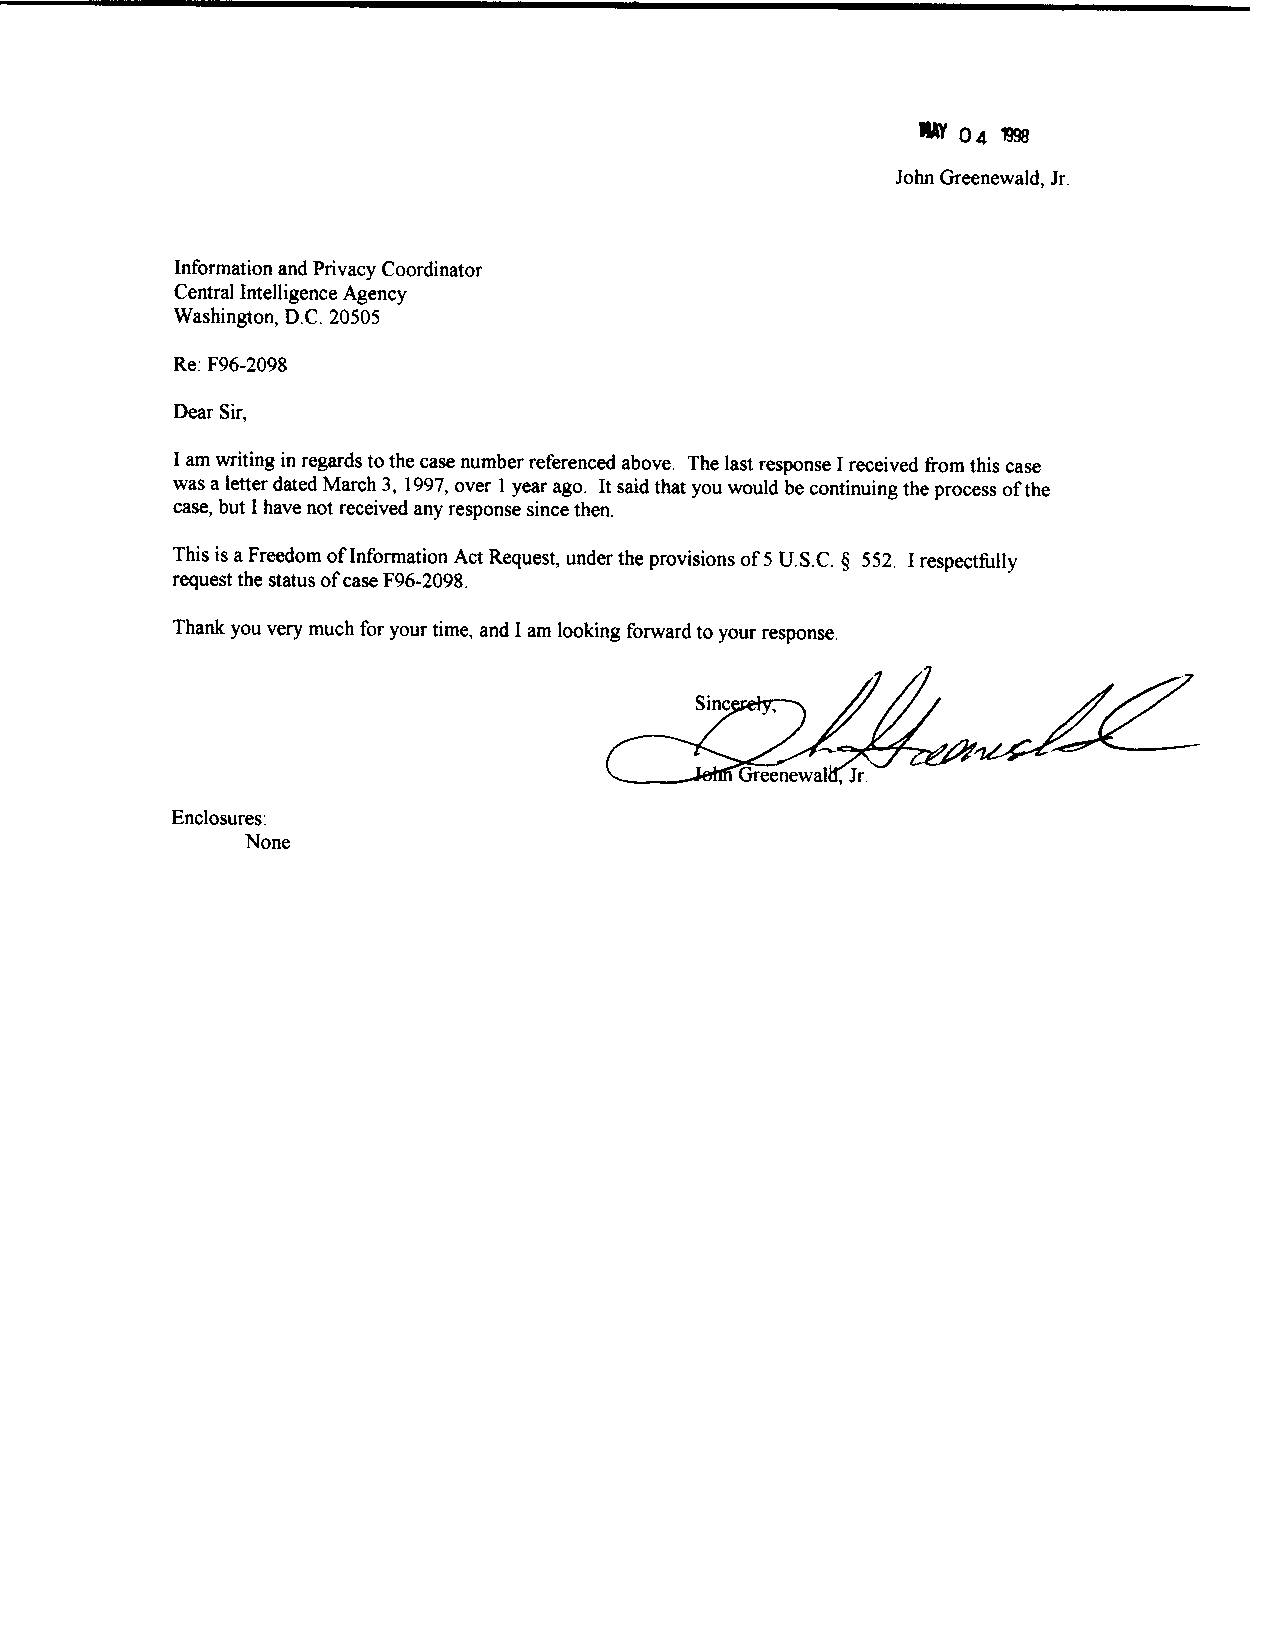 MAY 04 1998
John Greenewald, Jr.
Information and Privacy Coordinator
Central Intelligence Agency
Washington, D.C. 20505
Re: F96-2098
Dear Sir,
I am writing in regards to the case number referenced above. The last response I received from this case
was a letter dated March 3, 1997, over 1 year ago. It said that you would be continuing the process of the
case, but I have not received any response since then.
This is a Freedom of Information Act Request, under the provisions of 5 U.S.C. § 552. I respectfully
request the status of case F96-2098.
Thank you very much for your time, and I am looking forward to your response.
Sincerely,
John Greenewald
John Greenewald, Jr.
Enclosures:
None